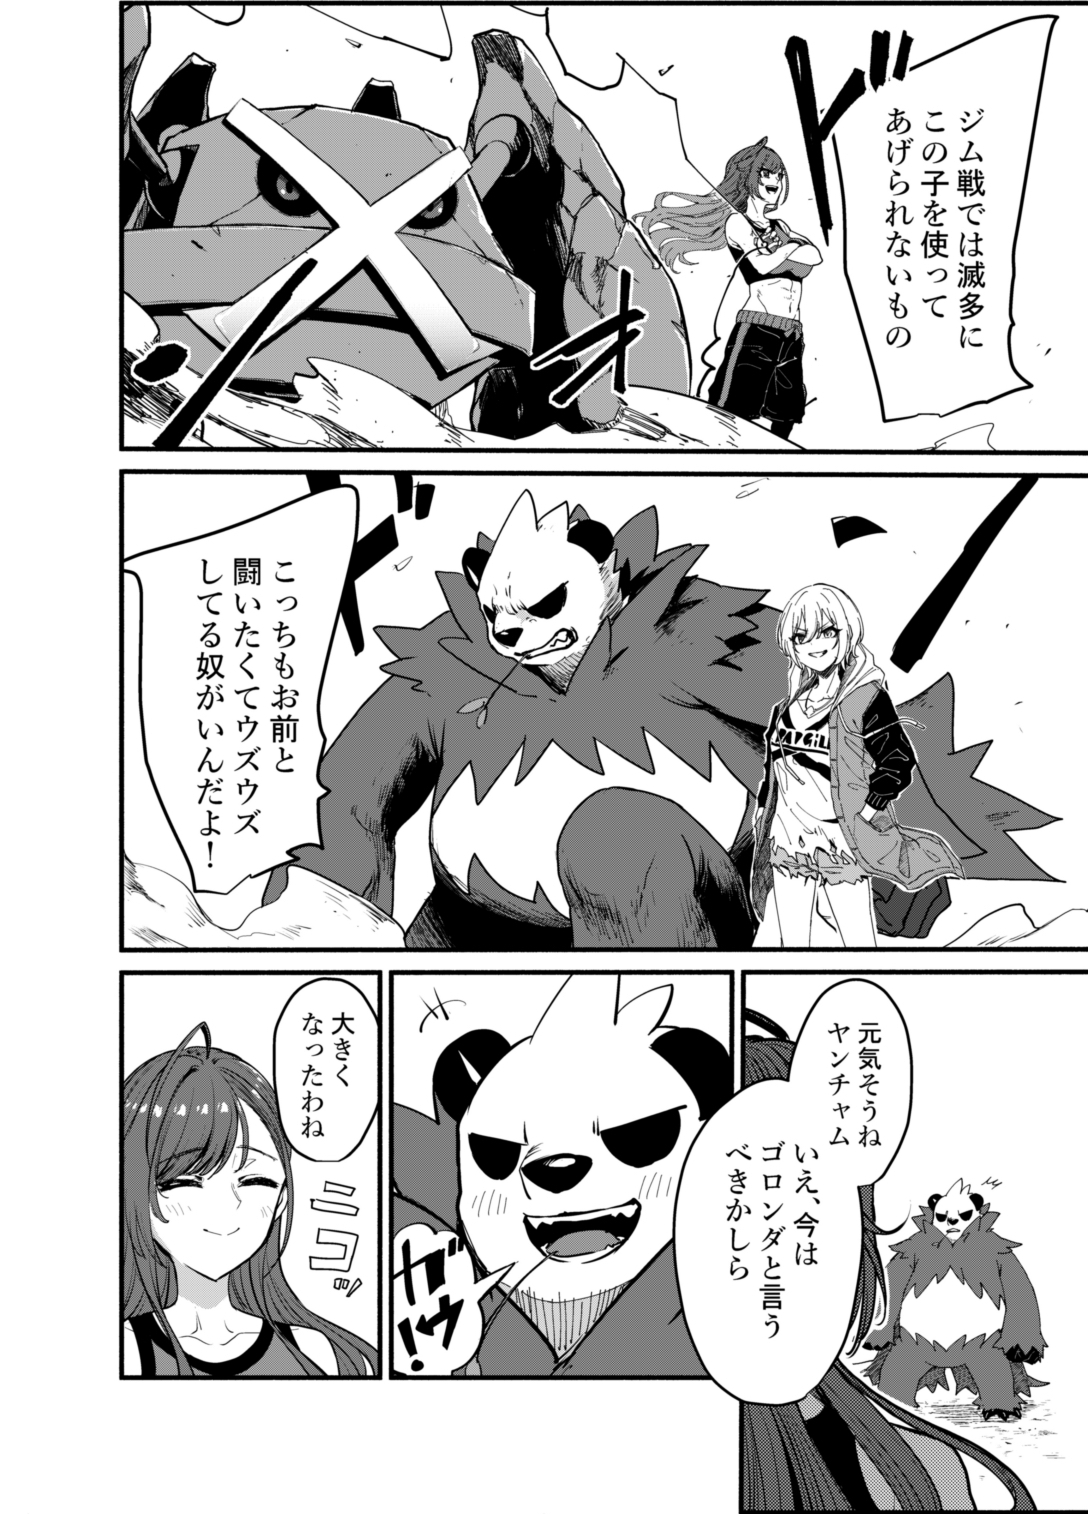 ジム戦では滅多に
この子を使って
あげられないもの
ドン
こっちもお前と
闘いたくてウズウズ
してる奴がいんだよ！
元気そうね
ヤンチャム
いえ、今は
ゴロンダと言う
べきかしら
ガゥ！
大きく
なったわね
ニコッ